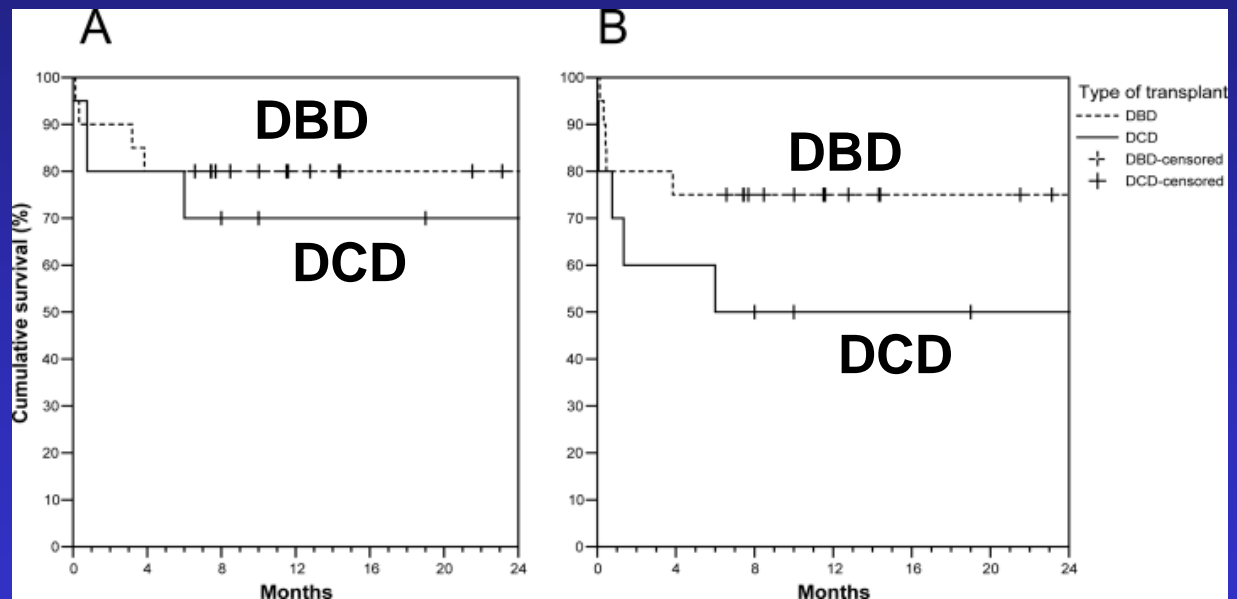 A
B
100
90
80
70
60
50
40
30
20
10
0
Cumulative survival (%)
DBD
DCD
0 4 8 12 16 20 24
Months
100
90
80
70
60
50
40
30
20
10
0
DBD
DCD
0 4 8 12 16 20 24
Months
Type of transplant
DBD
DCD
DBD-censored
DCD-censored